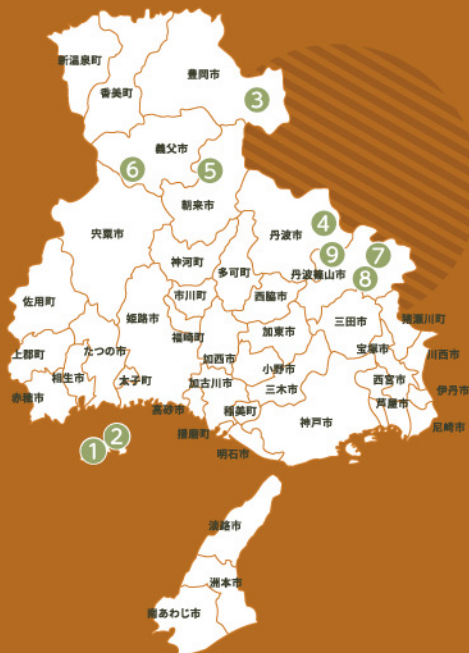 新温泉町
香美町
豊岡市
3
養父市
6
5
朝来市
宍粟市
丹波市
4
9
7
丹波篠山市
8
神河町
多可町
市川町
西脇市
佐用町
姫路市
福崎町
加東市
三田市
猪瀬川町
上郡町
たつの市
加西市
宝塚市
川西市
相生市
太子町
加古川市
小野市
三木市
西宮市
伊丹市
赤穂市
高砂市
稲美町
神戸市
芦屋市
尼崎市
播磨町
明石市
1
2
淡路市
洲本市
南あわじ市